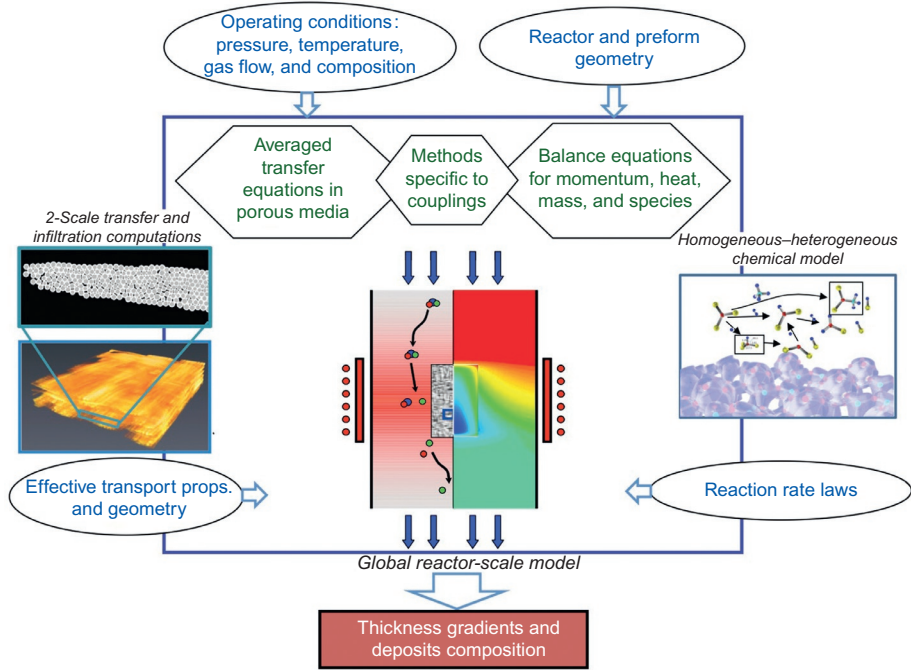 Operating conditions:
pressure, temperature,
gas flow, and composition
Reactor and preform
geometry
Averaged
transfer
equations in
porous media
Methods
specific to
couplings
Balance equations
for momentum, heat,
mass, and species
2-Scale transfer and
infiltration computations
Homogeneous–heterogeneous
chemical model
Effective transport props.
and geometry
Reaction rate laws
Global reactor-scale model
Thickness gradients and
deposits composition